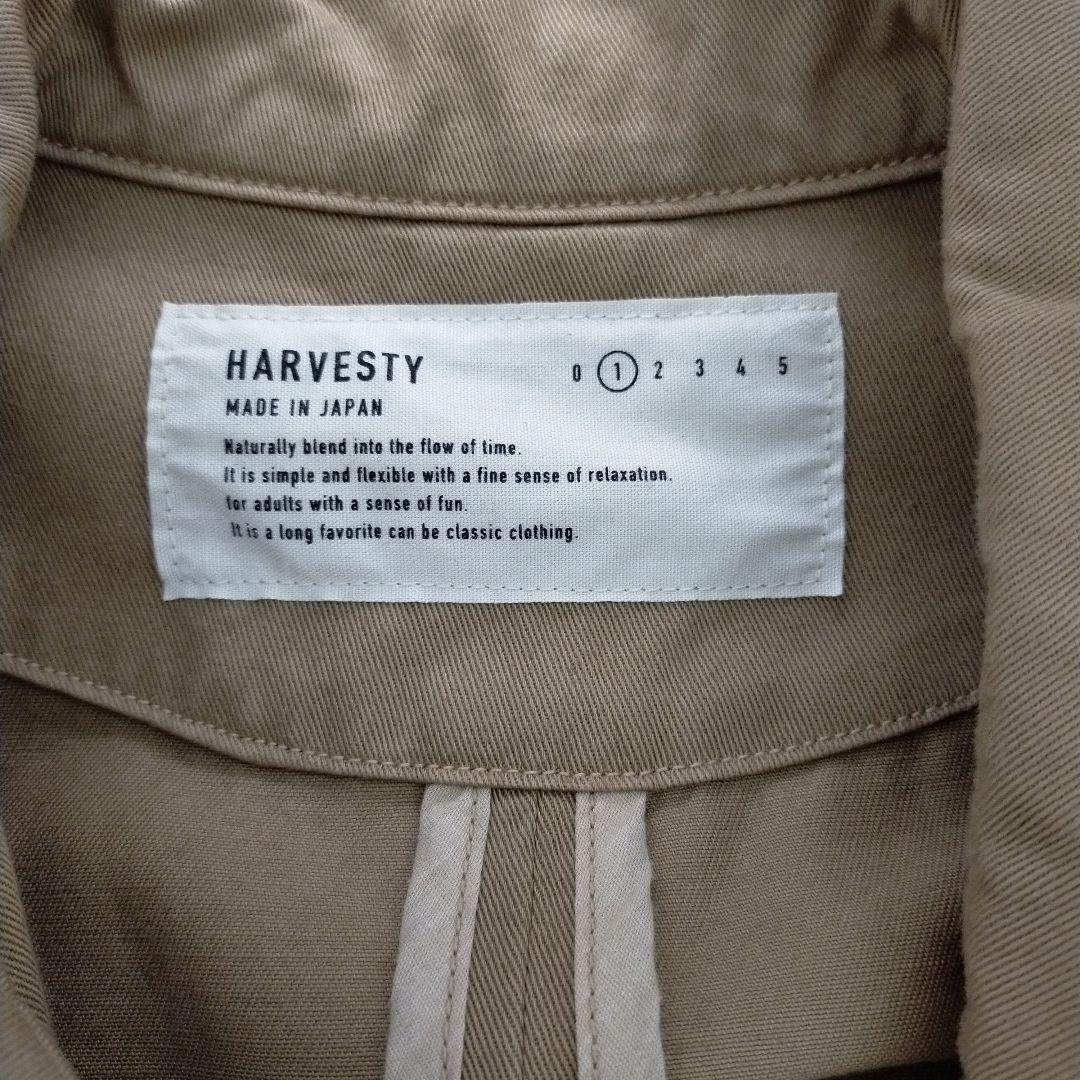 HARVESTY 0 1 2 3 4 5
MADE IN JAPAN
Naturally blend into the flow of time.
It is simple and flexible with a fine sense of relaxation.
for adults with a sense of fun.
It is a long favorite can be classic clothing.